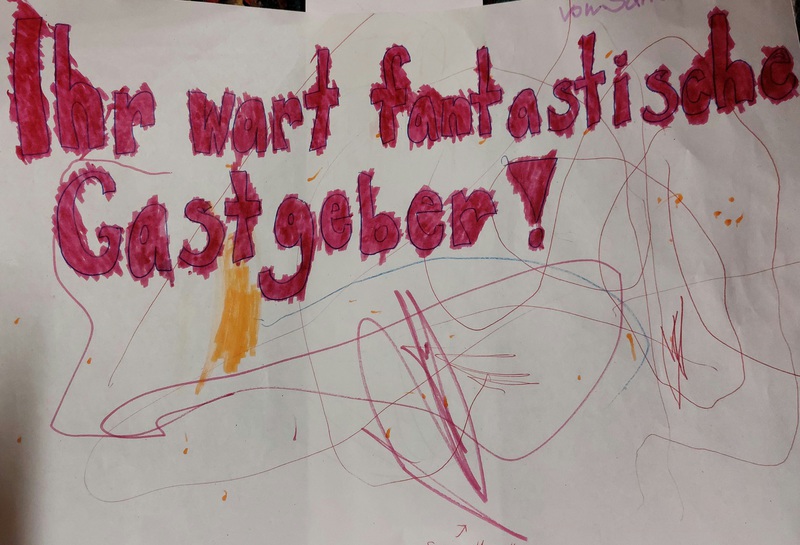 Ihr wart fantastische
Gastgeber!